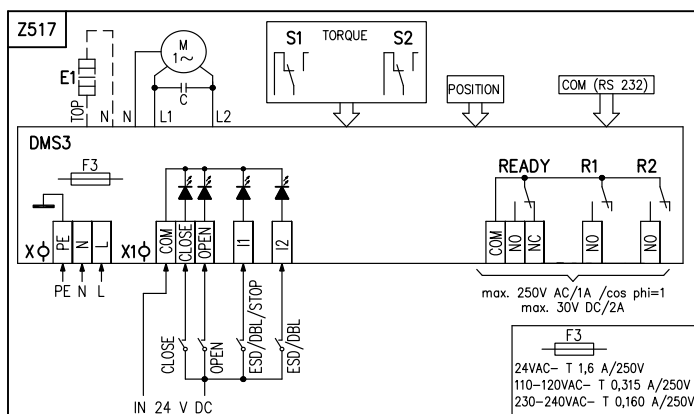 Z517
E1
TOP
N
N
M
1~
C
L1
L2
S1
TORQUE
S2
POSITION
COM (RS 232)
DMS3
F3
READY
R1
R2
X
PE
N
L
X1
COM
CLOSE
OPEN
I1
I2
COM
NO
NC
NO
NO
PE N L
CLOSE
OPEN
ESD/DBL/STOP
ESD/DBL
IN 24 V DC
max. 250V AC/1A /cos phi=1
max. 30V DC/2A
F3
24VAC- T 1,6 A/250V
110-120VAC- T 0,315 A/250V
230-240VAC- T 0,160 A/250V